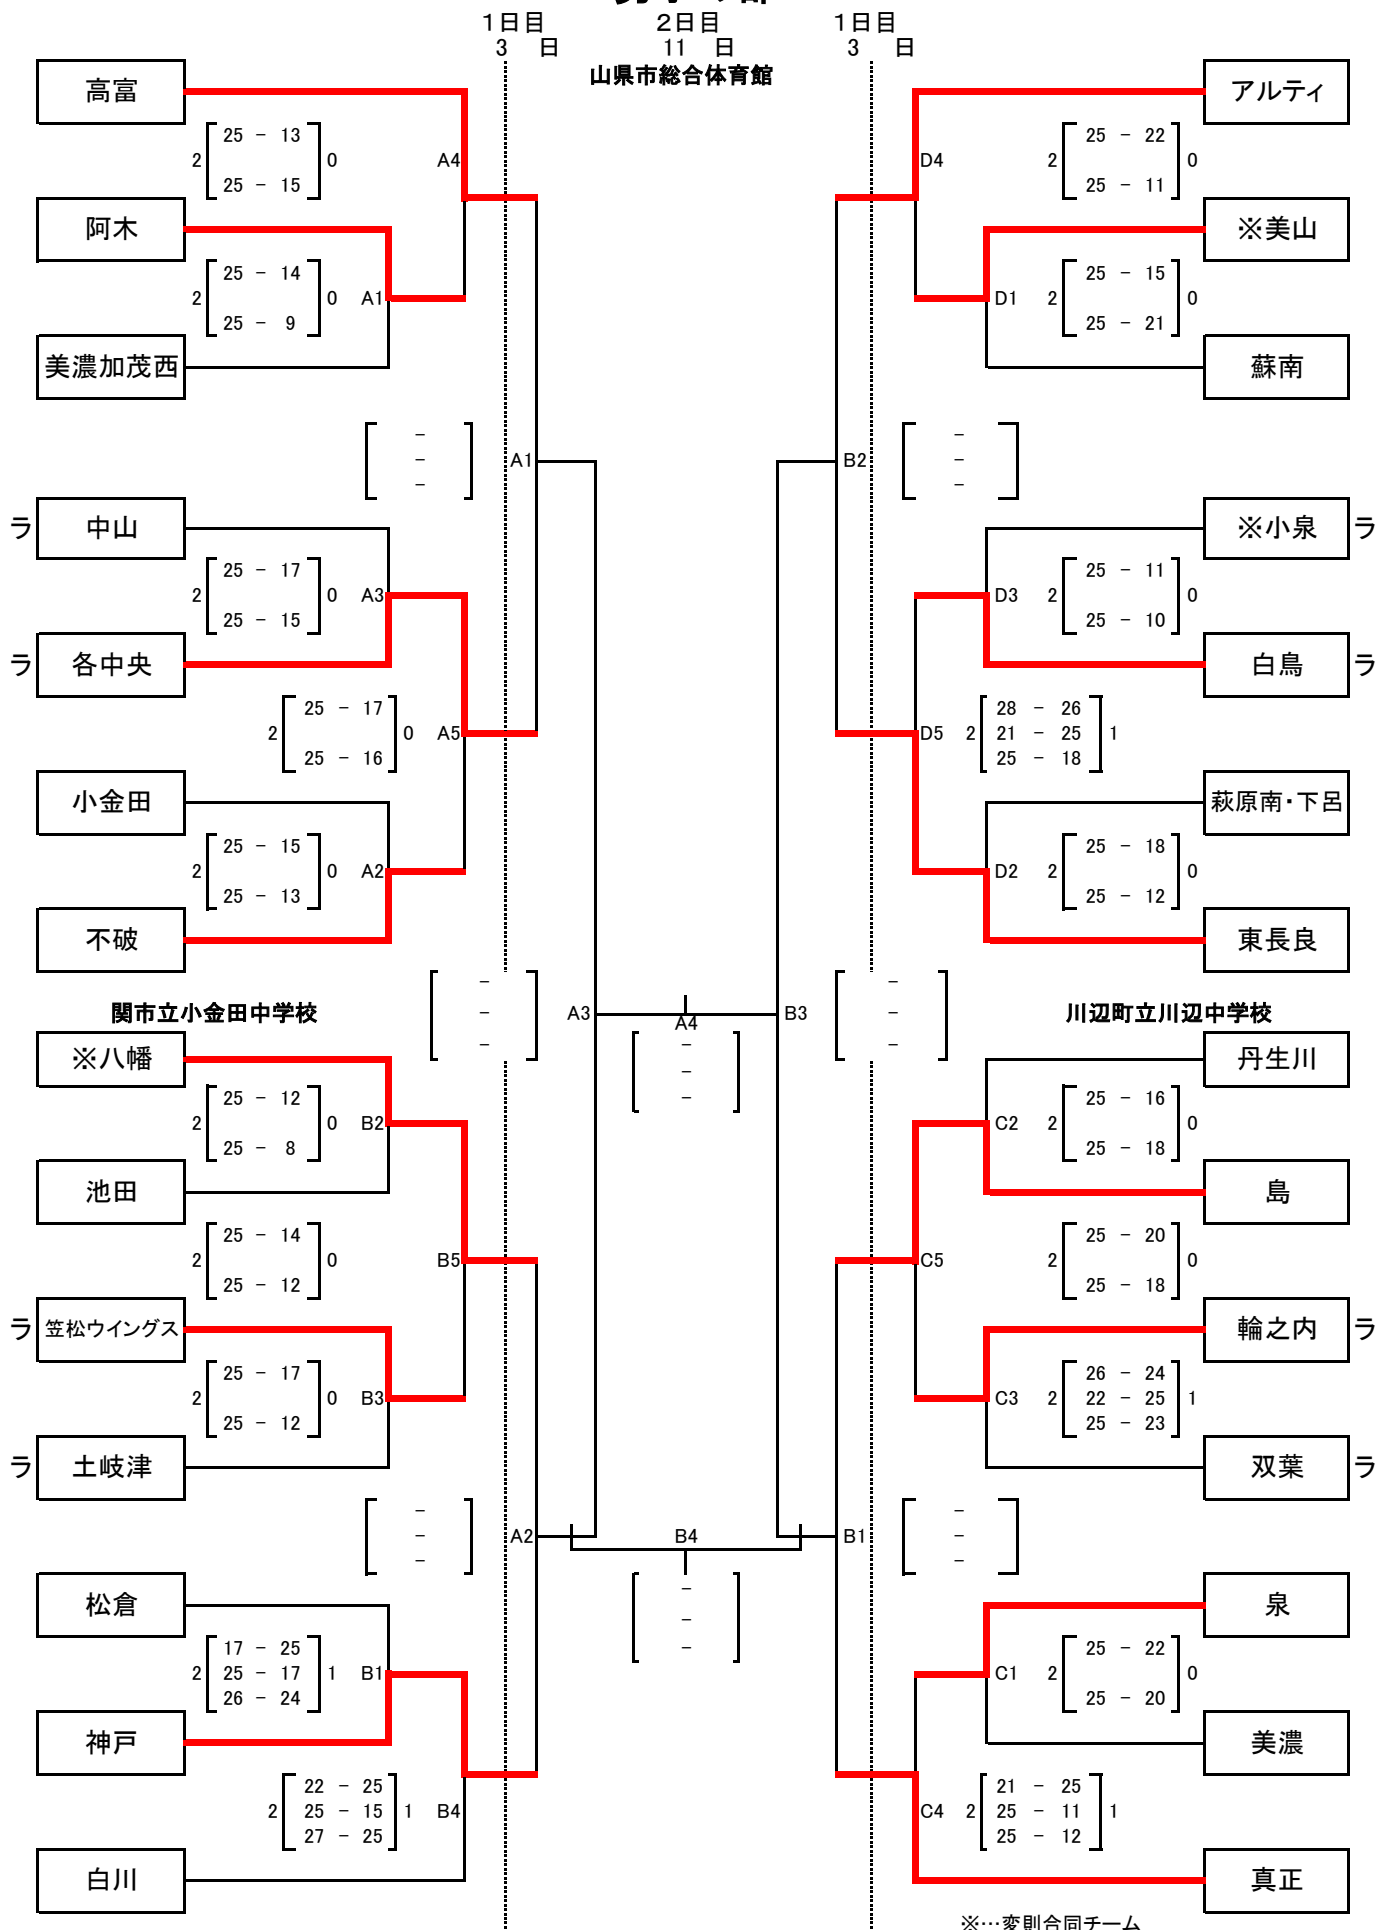 1日目 2日目 1日目
3 日 11 日 3 日
山県市総合体育館
高富 アルティ
25 － 13 25 － 22
2 0 A4 D4 2 0
25 － 15 25 － 11
阿木 ※美山
25 － 14 25 － 15
2 0 A1 D1 2 0
25 － 9 25 － 21
美濃加茂西 蘇南
－ －
－ A1 B2 －
－ －
ラ 中山 ※小泉 ラ
25 － 17 25 － 11
2 0 A3 D3 2 0
25 － 15 25 － 10
ラ 各中央 白鳥 ラ
25 － 17 28 － 26
2 0 A5 D5 2 21 － 25 1
25 － 16 25 － 18
小金田 萩原南・下呂
25 － 15 25 － 18
2 0 A2 D2 2 0
25 － 13 25 － 12
不破 東長良
－ －
関市立小金田中学校 － A3 B3 － 川辺町立川辺中学校
A4
－ － －
※八幡 丹生川
－
－
25 － 12 25 － 16
2 0 B2 C2 2 0
25 － 8 25 － 18
池田 島
25 － 14 25 － 20
2 0 B5 C5 2 0
25 － 12 25 － 18
ラ 笠松ウイングス 輪之内 ラ
25 － 17 26 － 24
2 0 B3 C3 2 22 － 25 1
25 － 12 25 － 23
ラ 土岐津 双葉 ラ
－ －
－ A2 B4 B1 －
－ －
－
松倉 泉
－
－
17 － 25 25 － 22
2 25 － 17 1 B1 C1 2 0
26 － 24 25 － 20
神戸 美濃
22 － 25 21 － 25
2 25 － 15 1 B4 C4 2 25 － 11 1
27 － 25 25 － 12
白川 真正
※…変則合同チーム